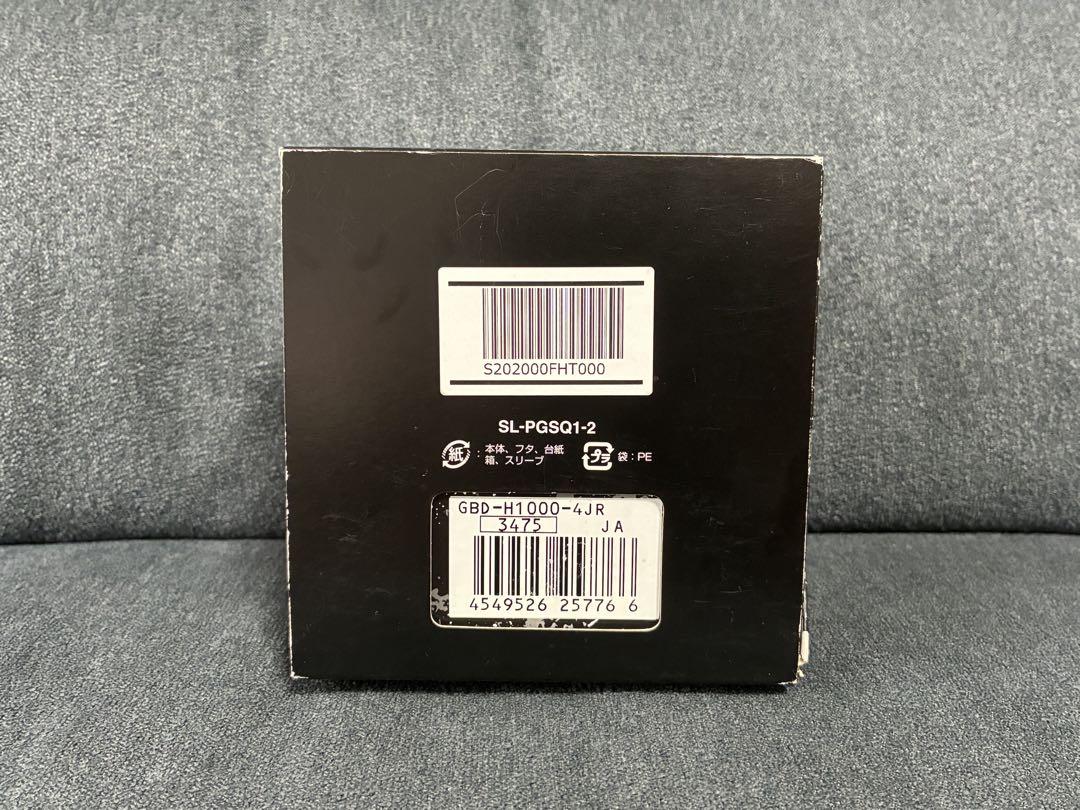 S202000FHT000
SL-PGSQ1-2
紙 : 本体、フタ、台紙
箱、スリーブ
プラ 袋 : PE
GBD-H1000-4JR
3475 JA
4549526 25776 6